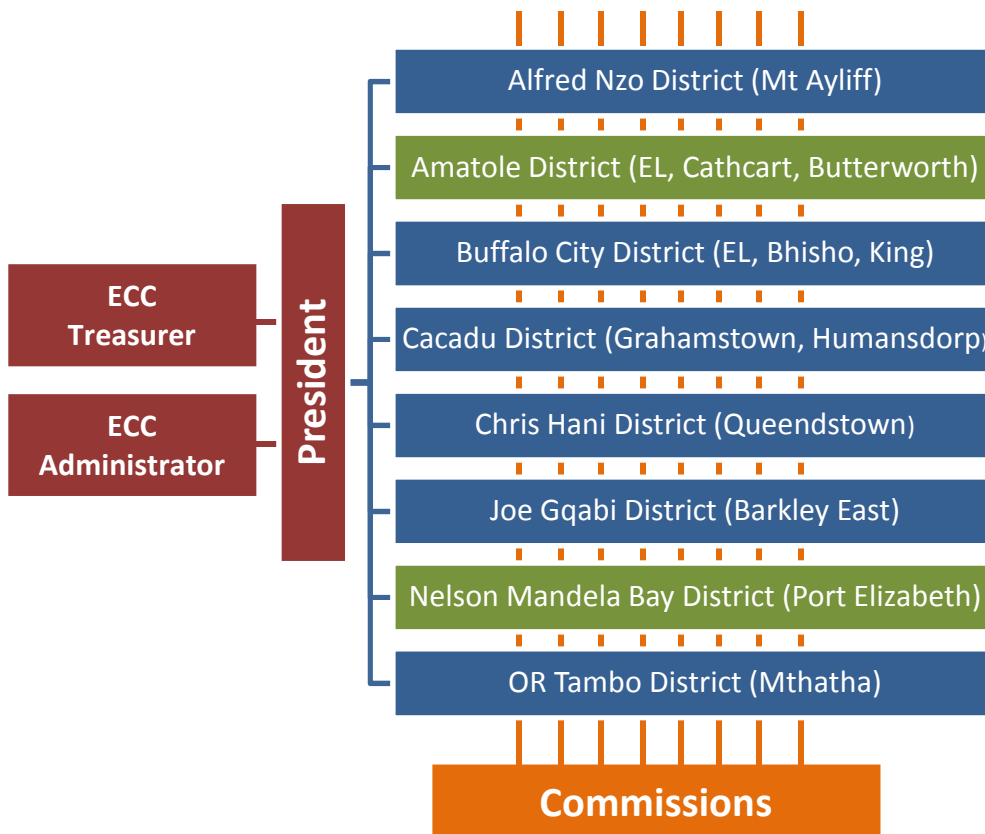 Alfred Nzo District (Mt Ayliff)
Amatole District (EL, Cathcart, Butterworth)
Buffalo City District (EL, Bhisho, King)
Cacadu District (Grahamstown, Humansdorp)
Chris Hani District (Queendstown)
Joe Gqabi District (Barkley East)
Nelson Mandela Bay District (Port Elizabeth)
OR Tambo District (Mthatha)
President
ECC
Treasurer
ECC
Administrator
Commissions